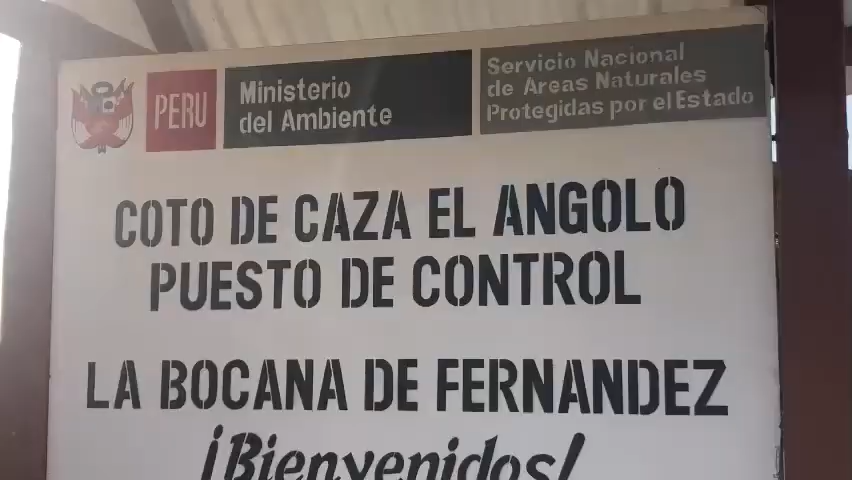 PERU
Ministerio
del Ambiente
Servicio Nacional
de Areas Naturales
Protegidas por el Estado
COTO DE CAZA EL ANGOLO
PUESTO DE CONTROL
LA BOCANA DE FERNANDEZ
¡Bienvenidos!